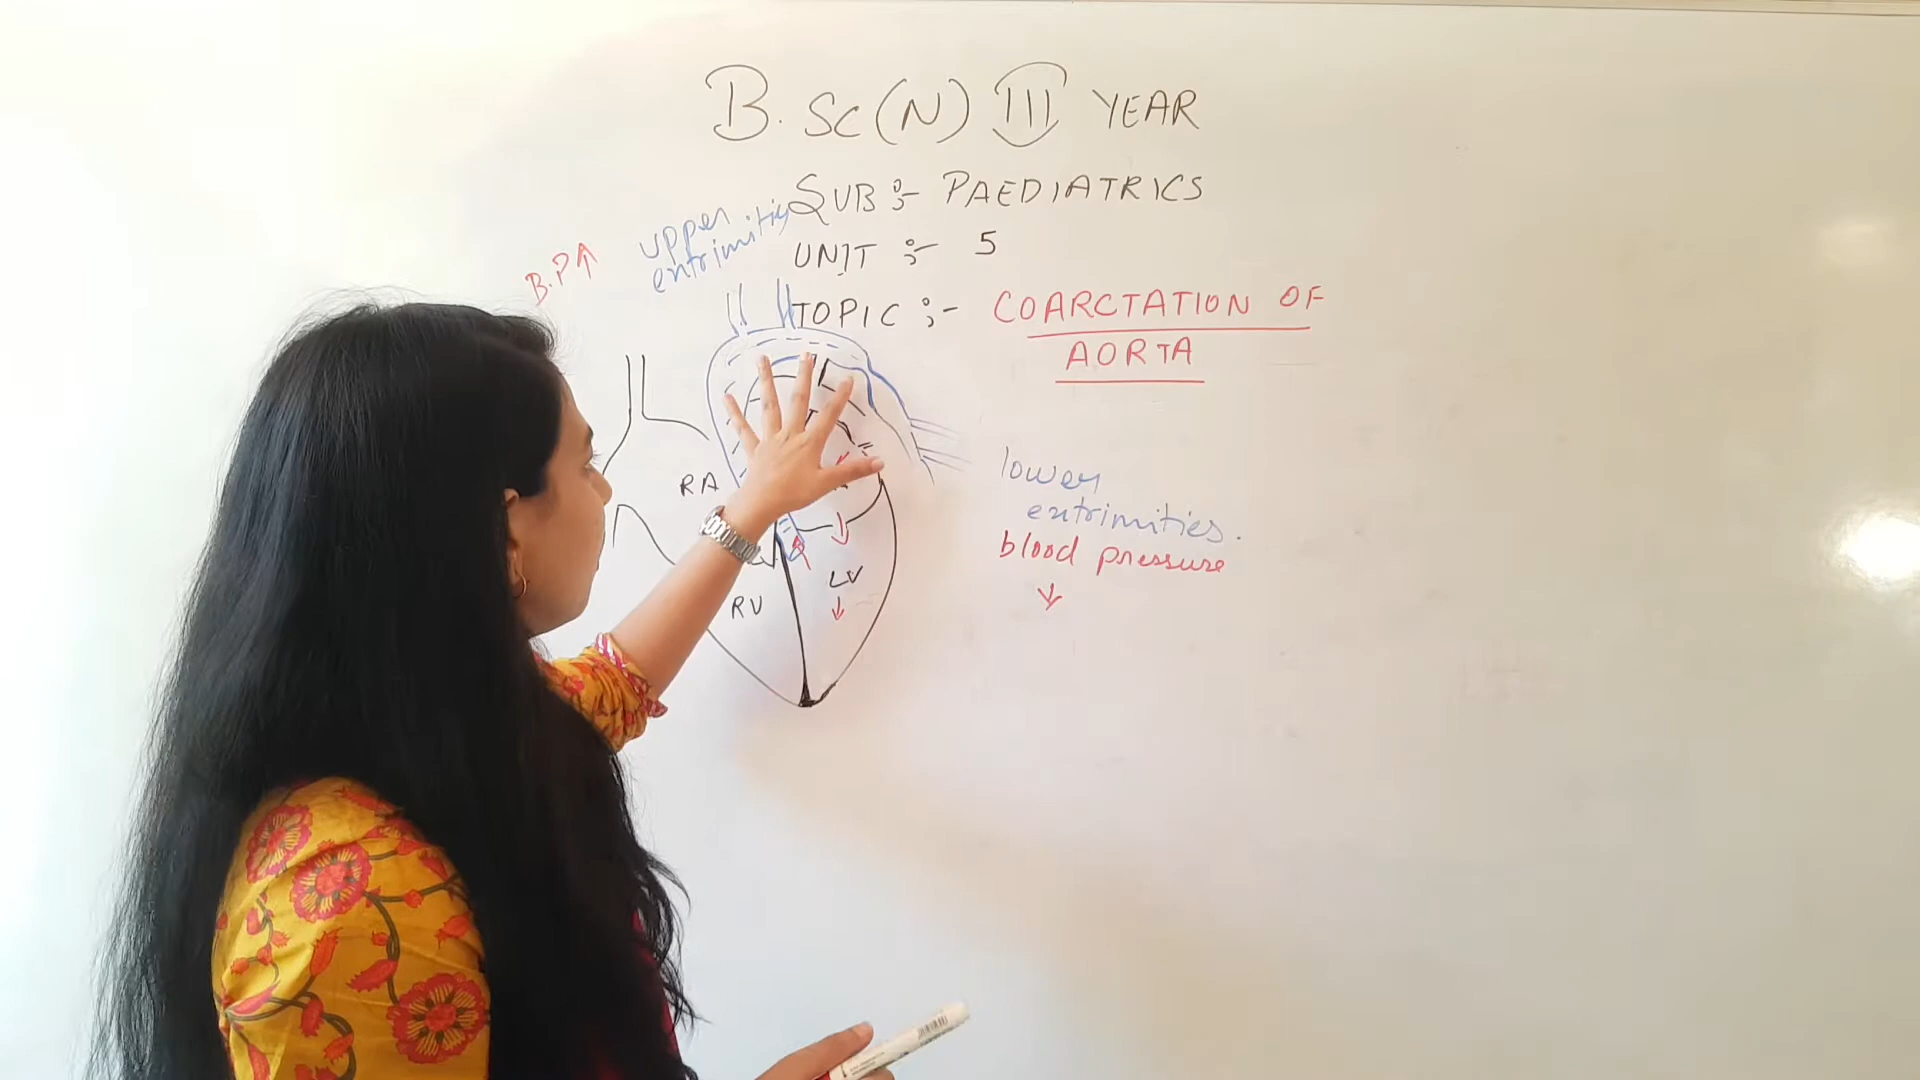 B. SC (N) III YEAR
SUB :- PAEDIATRICS
UNIT :- 5
TOPIC :- COARCTATION OF
AORTA
B.P↑
upper
extrimities
RA
RV
LV
↓
lower
extrimities.
blood pressure
↓